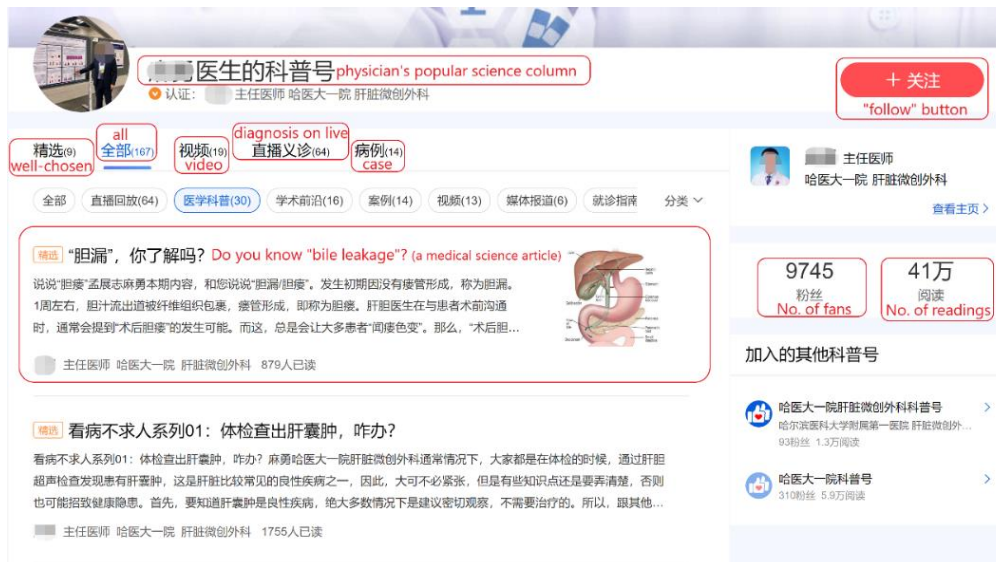 医生的科普号 physician's popular science column
认证: 主任医师 哈医大一院 肝脏微创外科
+ 关注
"follow" button
精选(9)
well-chosen
all
全部(167)
视频(19)
video
diagnosis on live
直播义诊(64)
病例(14)
case
全部 直播回放(64) 医学科普(30) 学术前沿(16) 案例(14) 视频(13) 媒体报道(6) 就诊指南 分类
精选 “胆漏”，你了解吗？ Do you know "bile leakage"? (a medical science article)
说说“胆瘘”孟展志麻勇本期内容，和您说说“胆漏/胆瘘”。发生初期因没有瘘管形成，称为胆漏。
1周左右，胆汁流出道被纤维组织包裹，瘘管形成，即称为胆瘘。肝胆医生在与患者术前沟通
时，通常会提到“术后胆瘘”的发生可能。而这，总是会让大多患者“闻瘘色变”。那么，“术后胆...
主任医师 哈医大一院 肝脏微创外科 879人已读
精选 看病不求人系列01：体检查出肝囊肿，咋办？
看病不求人系列01：体检查出肝囊肿，咋办？麻勇哈医大一院肝脏微创外科通常情况下，大家都是在体检的时候，通过肝胆
超声检查发现患有肝囊肿，这是肝脏比较常见的良性疾病之一，因此，大可不必紧张，但是有些知识点还是要弄清楚，否则
也可能招致健康隐患。首先，要知道肝囊肿是良性疾病，绝大多数情况下是建议密切观察，不需要治疗的。所以，跟其他...
主任医师 哈医大一院 肝脏微创外科 1755人已读
主任医师
哈医大一院 肝脏微创外科
查看主页
9745
粉丝
No. of fans
41万
阅读
No. of readings
加入的其他科普号
哈医大一院肝脏微创外科科普号
哈尔滨医科大学附属第一医院 肝脏微创外...
93粉丝 1.3万阅读
哈医大一院科普号
310粉丝 5.9万阅读